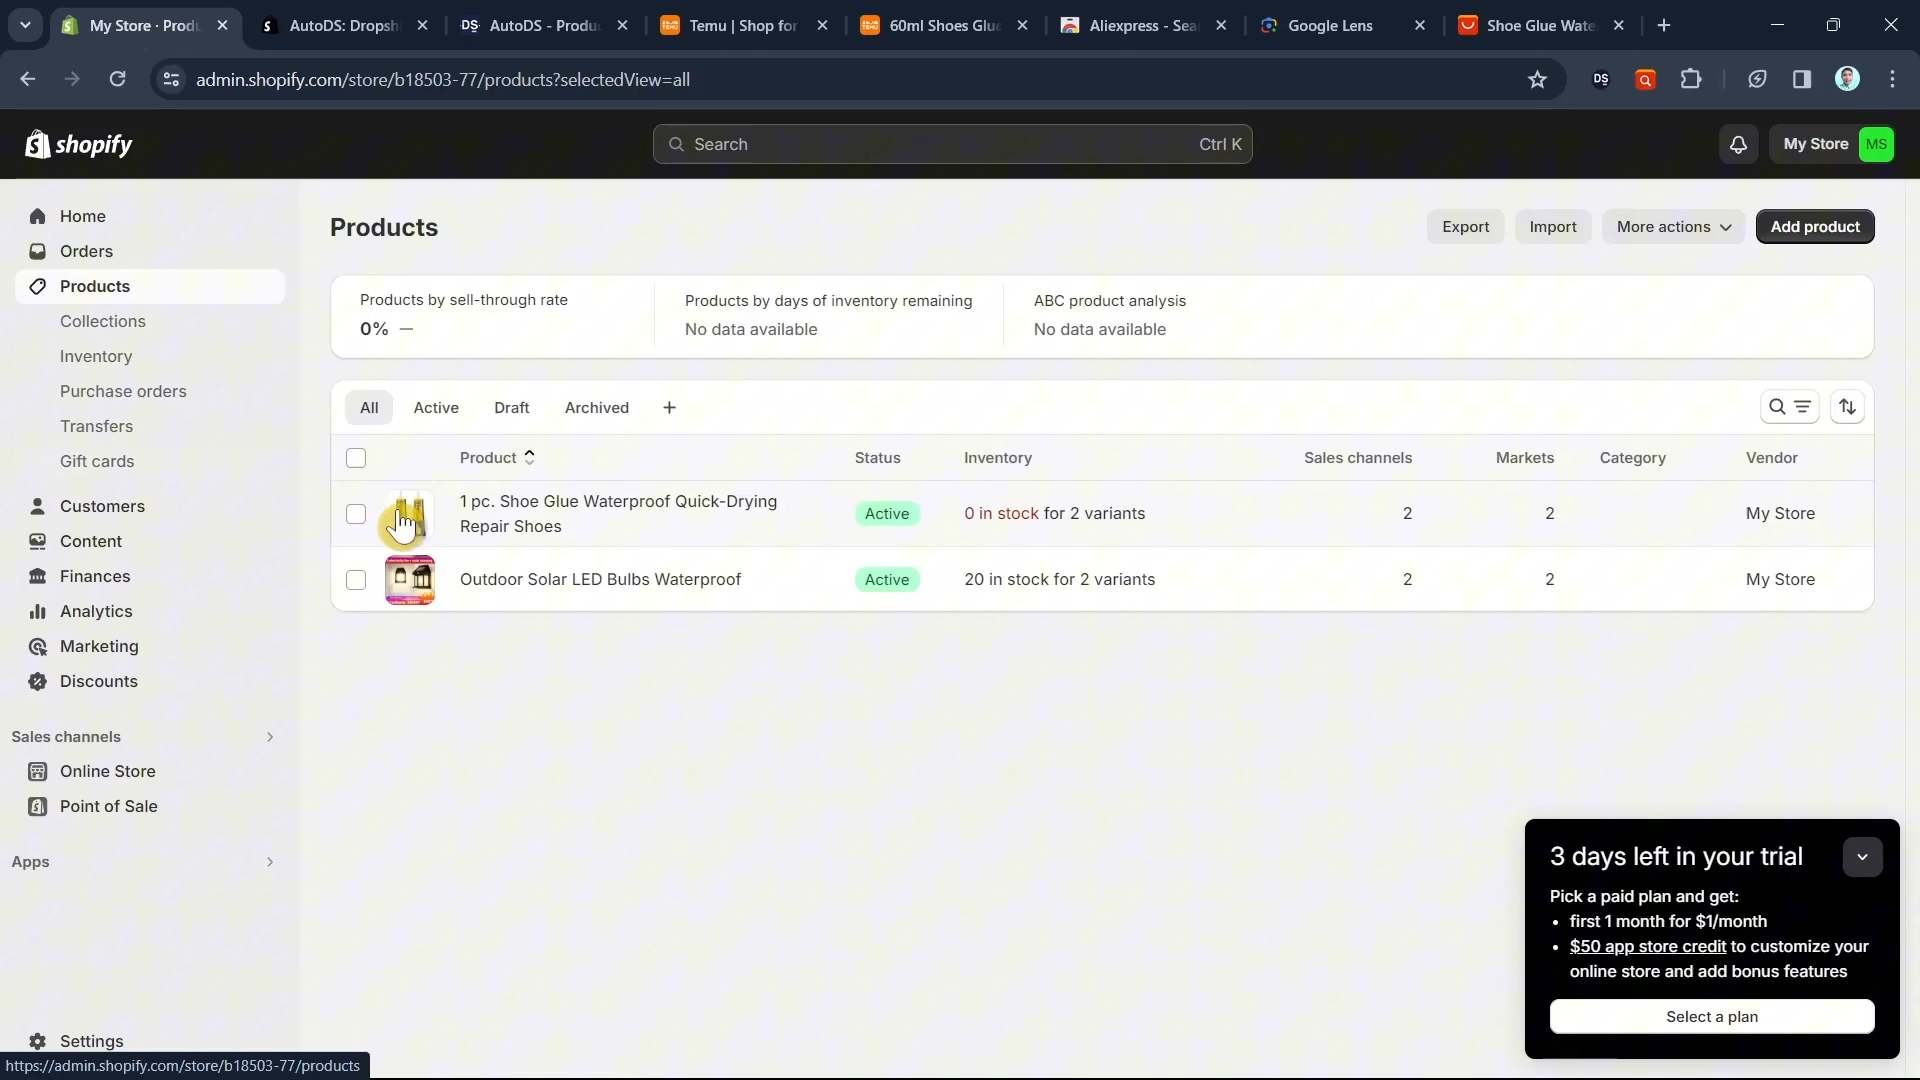 My Store · Produ
AutoDS: Dropshi
AutoDS - Produc
Temu | Shop for
60ml Shoes Glue
Aliexpress - Sea
Google Lens
Shoe Glue Wate
admin.shopify.com/store/b18503-77/products?selectedView=all
shopify
Search
Ctrl K
My Store
MS
Home
Orders
Products
Collections
Inventory
Purchase orders
Transfers
Gift cards
Customers
Content
Finances
Analytics
Marketing
Discounts
Sales channels
Online Store
Point of Sale
Apps
Settings
https://admin.shopify.com/store/b18503-77/products
Products
Export
Import
More actions
Add product
Products by sell-through rate
0% —
Products by days of inventory remaining
No data available
ABC product analysis
No data available
All
Active
Draft
Archived
Product
Status
Inventory
Sales channels
Markets
Category
Vendor
1 pc. Shoe Glue Waterproof Quick-Drying
Repair Shoes
Active
0 in stock for 2 variants
2
2
My Store
Outdoor Solar LED Bulbs Waterproof
Active
20 in stock for 2 variants
2
2
My Store
3 days left in your trial
Pick a paid plan and get:
• first 1 month for $1/month
• $50 app store credit to customize your
online store and add bonus features
Select a plan